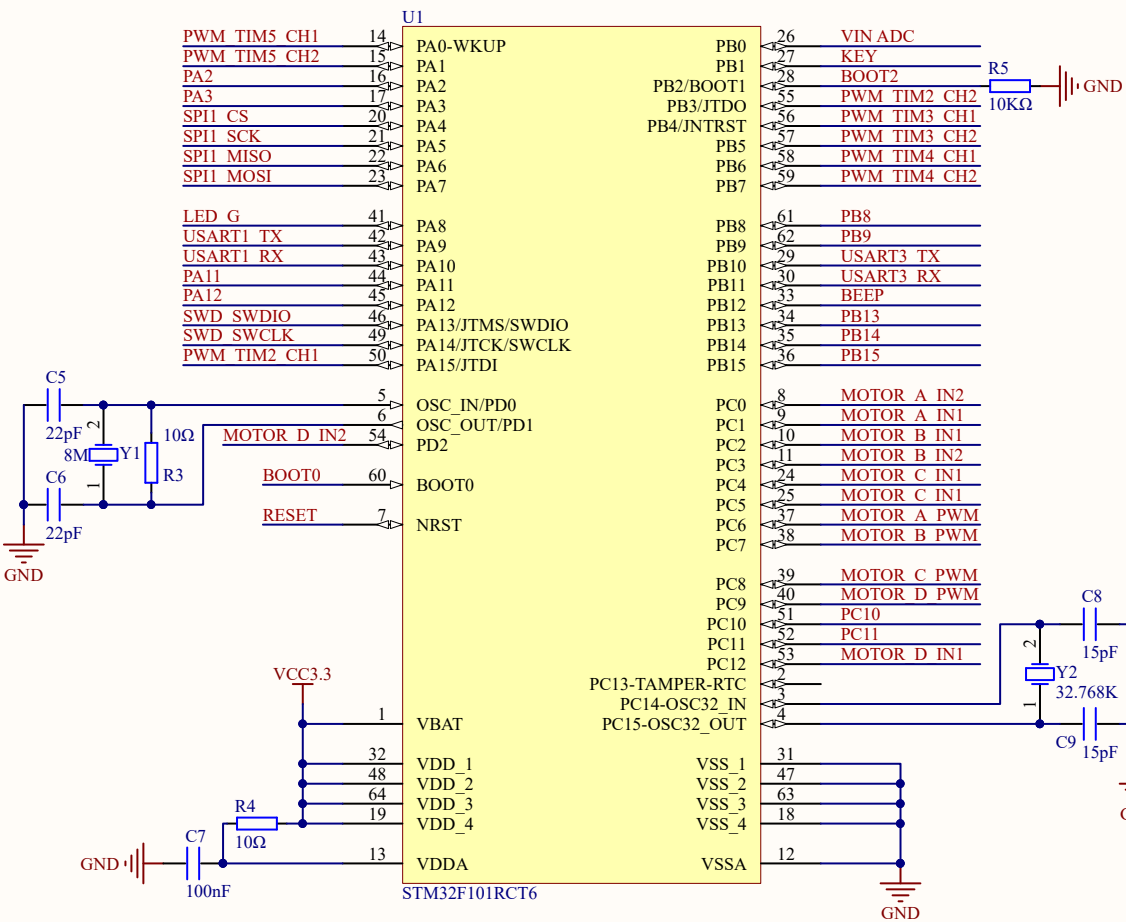 U1
PWM_TIM5_CH1 14 PA0-WKUP PB0 26 VIN ADC
PWM_TIM5_CH2 15 PA1 PB1 27 KEY
PA2 16 PA2 PB2/BOOT1 28 BOOT2 R5 10KΩ GND
PA3 17 PA3 PB3/JTDO 55 PWM_TIM2_CH2
SPI1_CS 20 PA4 PB4/JNTRST 56 PWM_TIM3_CH1
SPI1_SCK 21 PA5 PB5 57 PWM_TIM3_CH2
SPI1_MISO 22 PA6 PB6 58 PWM_TIM4_CH1
SPI1_MOSI 23 PA7 PB7 59 PWM_TIM4_CH2
LED_G 41 PA8 PB8 61 PB8
USART1_TX 42 PA9 PB9 62 PB9
USART1_RX 43 PA10 PB10 29 USART3_TX
PA11 44 PA11 PB11 30 USART3_RX
PA12 45 PA12 PB12 33 BEEP
SWD_SWDIO 46 PA13/JTMS/SWDIO PB13 34 PB13
SWD_SWCLK 49 PA14/JTCK/SWCLK PB14 35 PB14
PWM_TIM2_CH1 50 PA15/JTDI PB15 36 PB15
C5 5 OSC_IN/PD0 PC0 8 MOTOR_A_IN2
22pF 2 10Ω 6 OSC_OUT/PD1 PC1 9 MOTOR_A_IN1
8M Y1 MOTOR_D_IN2 54 PD2 PC2 10 MOTOR_B_IN1
PC3 11 MOTOR_B_IN2
C6 1 R3 BOOT0 60 BOOT0 PC4 24 MOTOR_C_IN1
PC5 25 MOTOR_C_IN1
22pF RESET 7 NRST PC6 37 MOTOR_A_PWM
PC7 38 MOTOR_B_PWM
GND PC8 39 MOTOR_C_PWM
PC9 40 MOTOR_D_PWM C8
PC10 51 PC10
PC11 52 PC11 2 15pF
PC12 53 MOTOR_D_IN1
VCC3.3 PC13-TAMPER-RTC 2 Y2
PC14-OSC32_IN 3 1 32.768K
1 VBAT PC15-OSC32_OUT 4
C9 15pF
32 VDD_1 VSS_1 31
48 VDD_2 VSS_2 47
64 VDD_3 VSS_3 63
R4 10Ω 19 VDD_4 VSS_4 18
GND C7 100nF 13 VDDA VSSA 12
STM32F101RCT6
GND